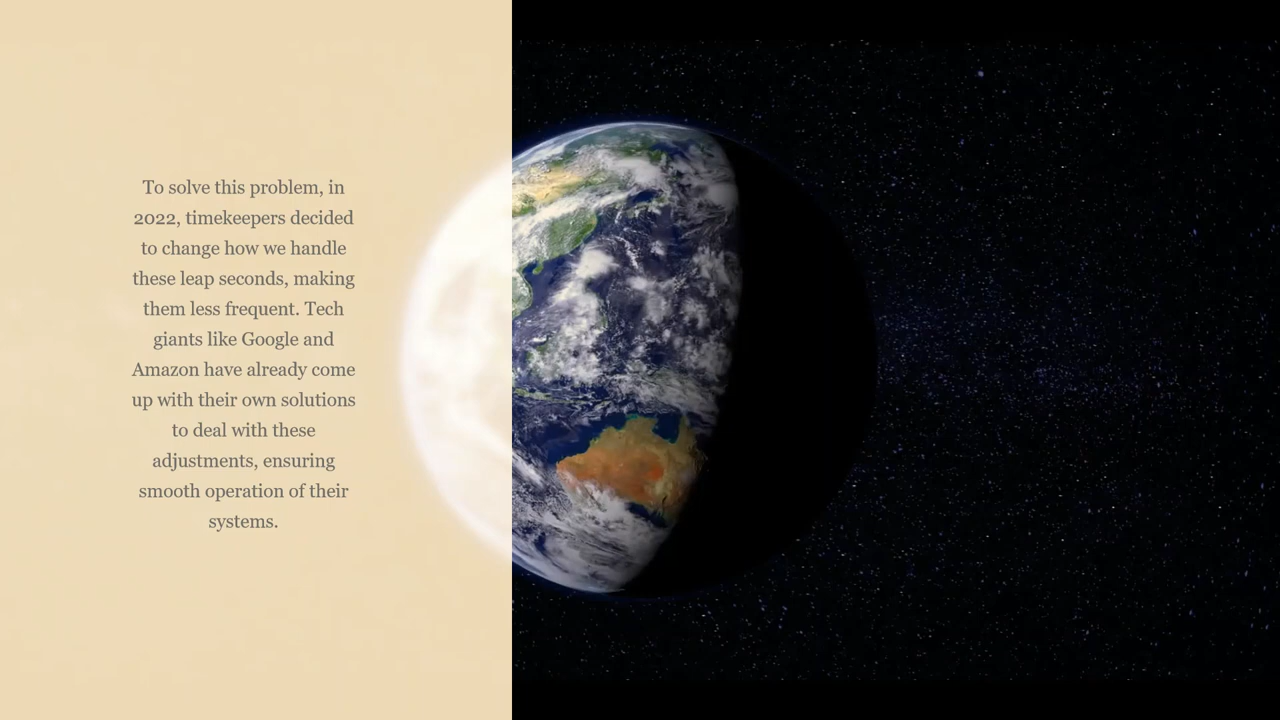 To solve this problem, in
2022, timekeepers decided
to change how we handle
these leap seconds, making
them less frequent. Tech
giants like Google and
Amazon have already come
up with their own solutions
to deal with these
adjustments, ensuring
smooth operation of their
systems.